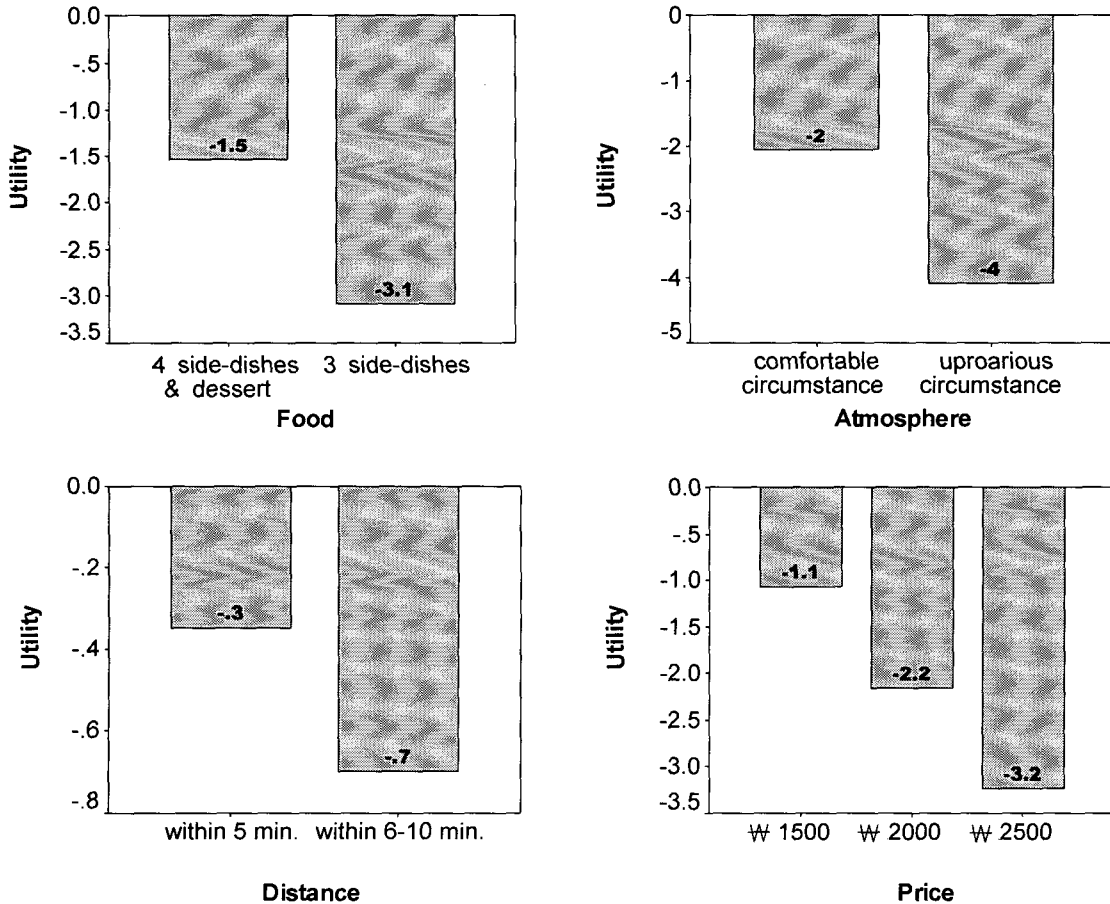 0.0
-.5
-1.0
-1.5
-2.0
-2.5
-3.0
-3.5
Utility
-1.5
-3.1
4 side-dishes 3 side-dishes
& dessert
Food
0
-1
-2
-3
-4
-5
Utility
-2
-4
comfortable uproarious
circumstance circumstance
Atmosphere
0.0
-.2
-.4
-.6
-.8
Utility
-.3
-.7
within 5 min. within 6-10 min.
Distance
0.0
-.5
-1.0
-1.5
-2.0
-2.5
-3.0
-3.5
Utility
-1.1
-2.2
-3.2
₩ 1500 ₩ 2000 ₩ 2500
Price